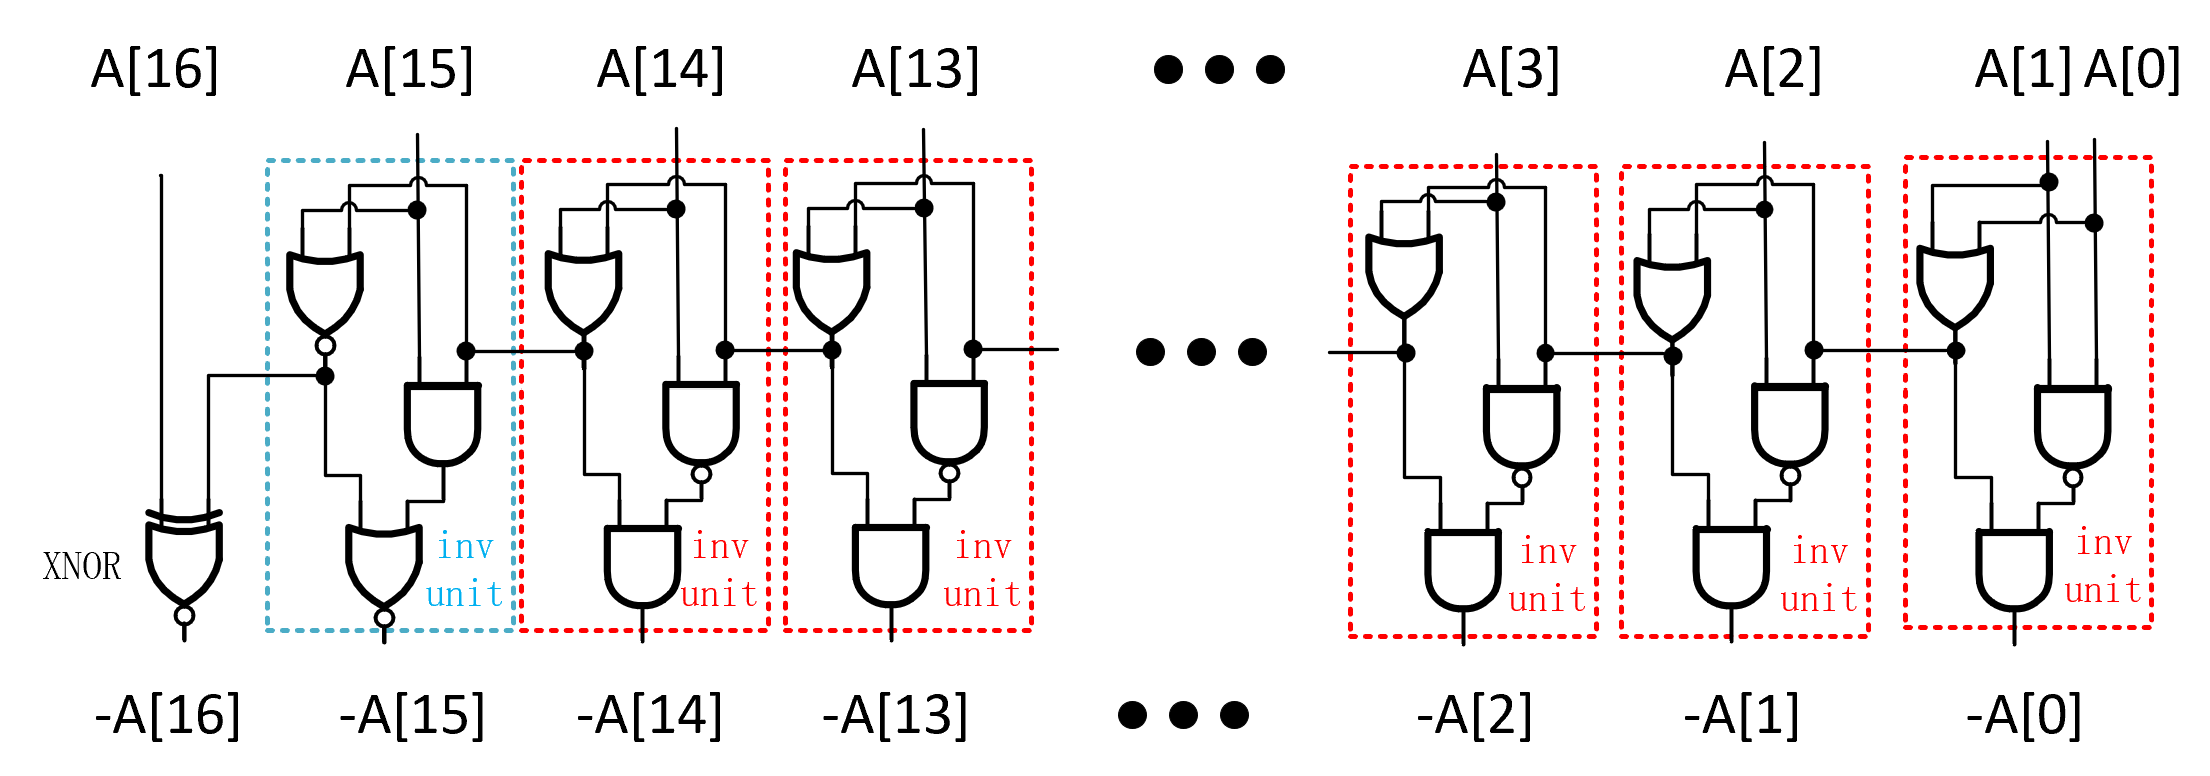 A[16] A[15] A[14] A[13] ●●● A[3] A[2] A[1] A[0]
●●●
XNOR
inv unit
inv unit
inv unit
inv unit
inv unit
inv unit
-A[16] -A[15] -A[14] -A[13] ●●● -A[2] -A[1] -A[0]